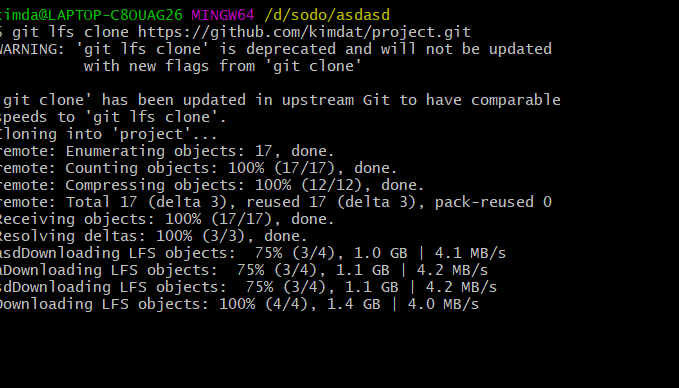 kimda@LAPTOP-C8OUAG26 MINGW64 /d/sodo/asdasd
$ git lfs clone https://github.com/kimdat/project.git
WARNING: 'git lfs clone' is deprecated and will not be updated
with new flags from 'git clone'
'git clone' has been updated in upstream Git to have comparable
speeds to 'git lfs clone'.
Cloning into 'project'...
remote: Enumerating objects: 17, done.
remote: Counting objects: 100% (17/17), done.
remote: Compressing objects: 100% (12/12), done.
remote: Total 17 (delta 3), reused 17 (delta 3), pack-reused 0
Receiving objects: 100% (17/17), done.
Resolving deltas: 100% (3/3), done.
asdDownloading LFS objects:  75% (3/4), 1.0 GB | 4.1 MB/s
aDownloading LFS objects:  75% (3/4), 1.1 GB | 4.2 MB/s
sdDownloading LFS objects:  75% (3/4), 1.1 GB | 4.2 MB/s
Downloading LFS objects: 100% (4/4), 1.4 GB | 4.0 MB/s